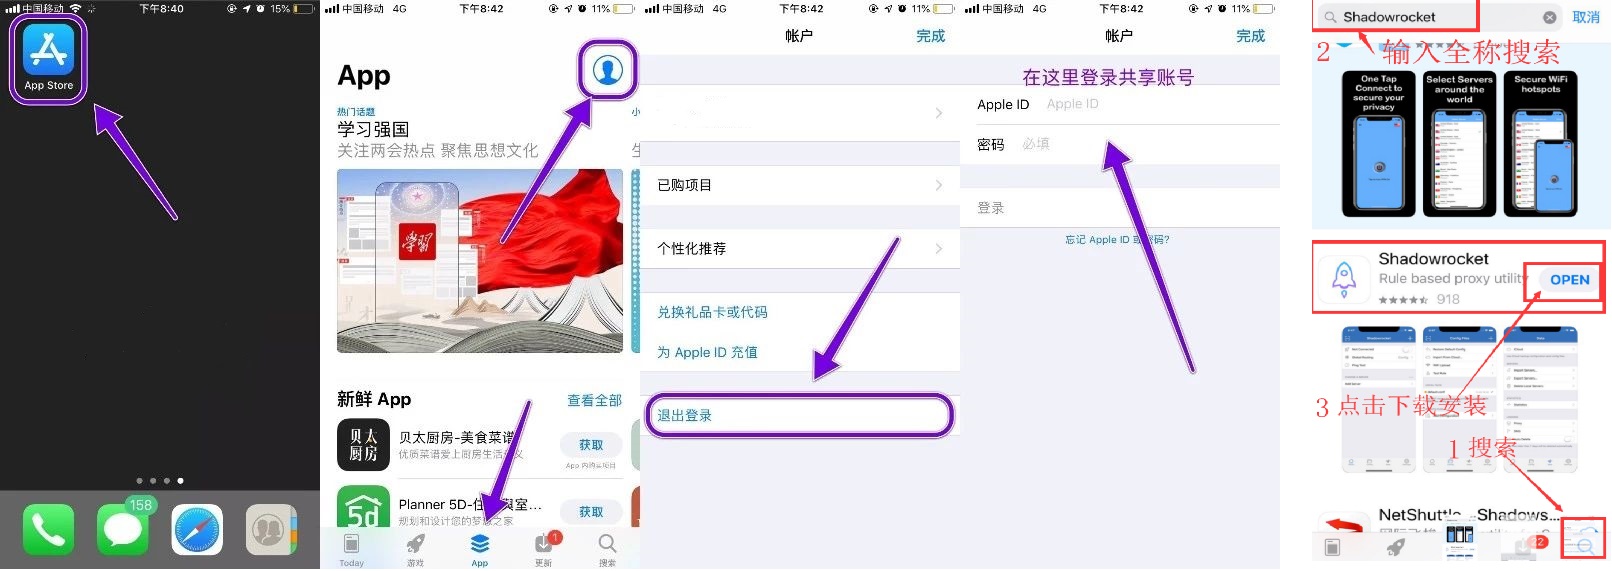 中国移动
下午8:40
15%
App Store
158
中国移动 4G
下午8:42
11%
App
热门话题
学习强国
关注两会热点 聚焦思想文化
学習
新鲜 App
查看全部
贝太
厨房
贝太厨房-美食菜谱
优质菜谱爱上厨房生活
获取
App 内购买项目
5d
Planner 5D-住
與室...
规划和设计您的梦
之家
获取
Today
游戏
App
更新
1
搜索
中国移动 4G
下午8:42
11%
帐户
完成
已购项目
个性化推荐
兑换礼品卡或代码
为 Apple ID 充值
退出登录
中国移动 4G
下午8:42
11%
帐户
完成
在这里登录共享账号
Apple ID Apple ID
密码 必填
登录
忘记 Apple ID 或密码?
Shadowrocket
取消
2 输入全称搜索
One Tap
Connect to
secure your
privacy
Select Servers
around the
world
Secure WiFi
hotspots
Shadowrocket
Rule based proxy utility
918
OPEN
3 点击下载安装
1 搜索
NetShuttle - Shadows...
2